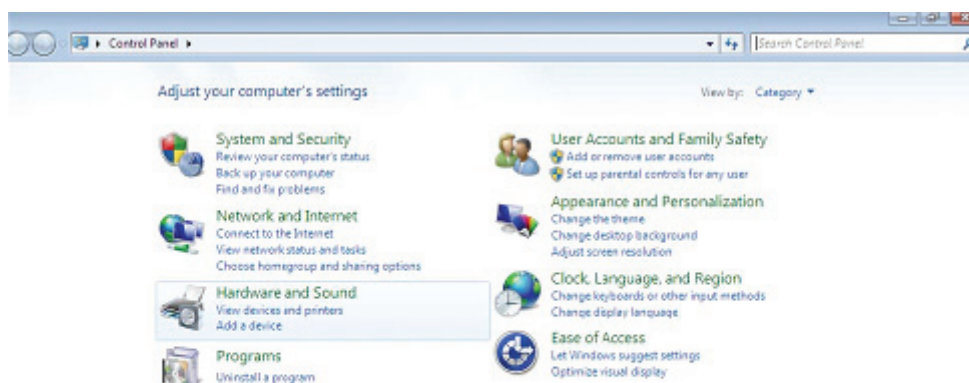 Control Panel
Search Control Panel
Adjust your computer's settings
View by: Category
System and Security
Review your computer's status
Back up your computer
Find and fix problems
Network and Internet
Connect to the Internet
View network status and tasks
Choose homegroup and sharing options
Hardware and Sound
View devices and printers
Add a device
Programs
Uninstall a program
User Accounts and Family Safety
Add or remove user accounts
Set up parental controls for any user
Appearance and Personalization
Change the theme
Change desktop background
Adjust screen resolution
Clock, Language, and Region
Change keyboards or other input methods
Change display language
Ease of Access
Let Windows suggest settings
Optimize visual display